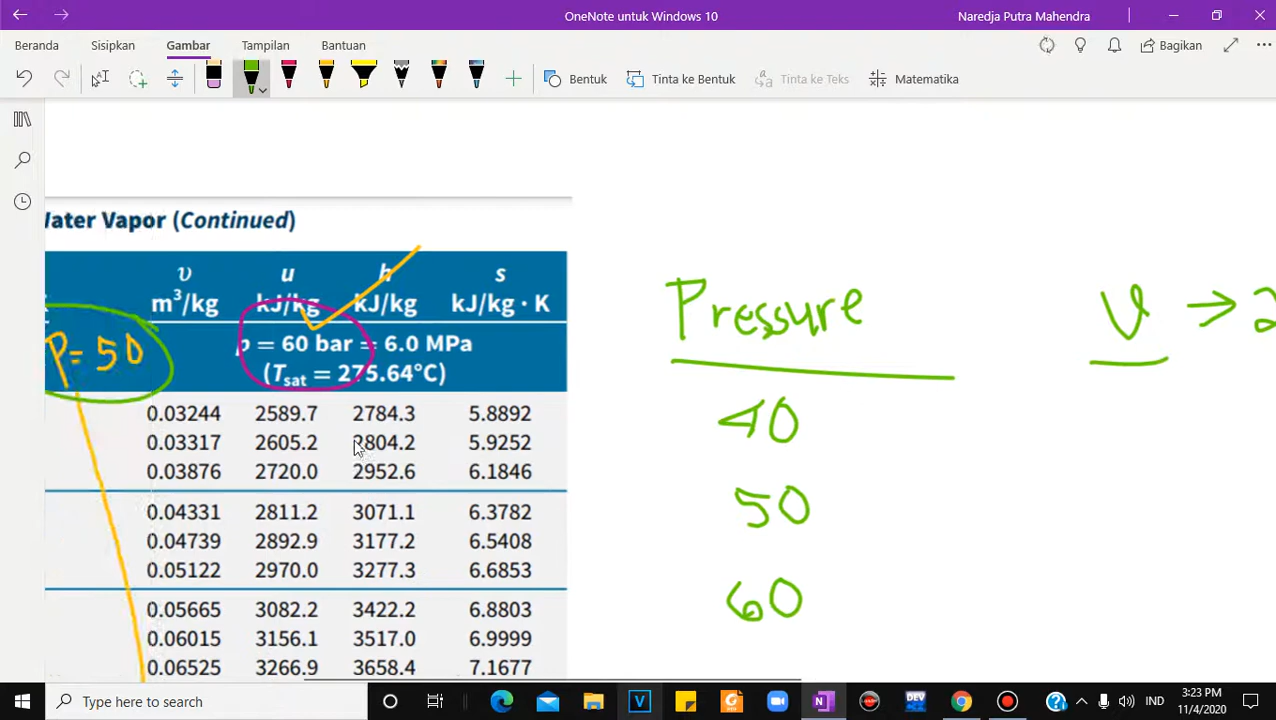 OneNote untuk Windows 10
Naredja Putra Mahendra
Beranda Sisipkan Gambar Tampilan Bantuan
Bagikan
Bentuk Tinta ke Bentuk Tinta ke Teks Matematika
Water Vapor (Continued)
υ u h s
m³/kg kJ/kg kJ/kg kJ/kg · K
p = 60 bar = 6.0 MPa
(Tsat = 275.64°C)
P = 50
0.03244 2589.7 2784.3 5.8892
0.03317 2605.2 2804.2 5.9252
0.03876 2720.0 2952.6 6.1846
0.04331 2811.2 3071.1 6.3782
0.04739 2892.9 3177.2 6.5408
0.05122 2970.0 3277.3 6.6853
0.05665 3082.2 3422.2 6.8803
0.06015 3156.1 3517.0 6.9999
0.06525 3266.9 3658.4 7.1677
Pressure
40
50
60
v → 2
Type here to search
IND
3:23 PM
11/4/2020